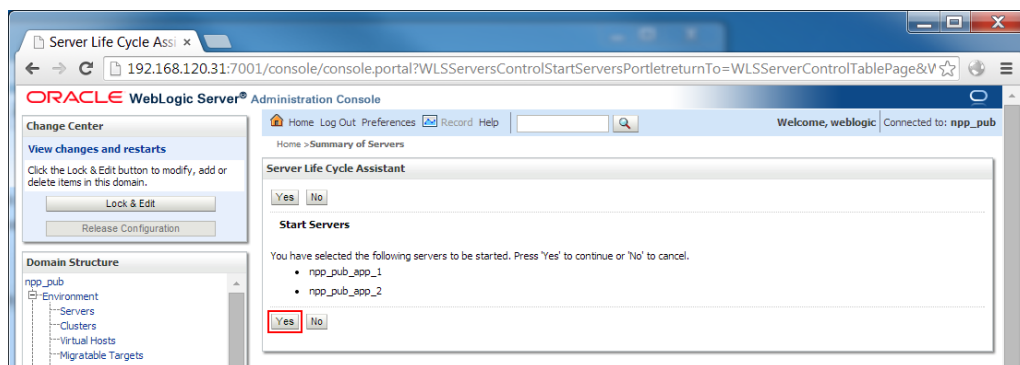 Server Life Cycle Assi
192.168.120.31:7001/console/console.portal?WLSServersControlStartServersPortletreturnTo=WLSServerControlTablePage&W
ORACLE WebLogic Server® Administration Console
Change Center
View changes and restarts
Click the Lock & Edit button to modify, add or
delete items in this domain.
Lock & Edit
Release Configuration
Domain Structure
npp_pub
Environment
Servers
Clusters
Virtual Hosts
Migratable Targets
Home Log Out Preferences Record Help
Welcome, weblogic Connected to: npp_pub
Home >Summary of Servers
Server Life Cycle Assistant
Yes No
Start Servers
You have selected the following servers to be started. Press 'Yes' to continue or 'No' to cancel.
• npp_pub_app_1
• npp_pub_app_2
Yes No